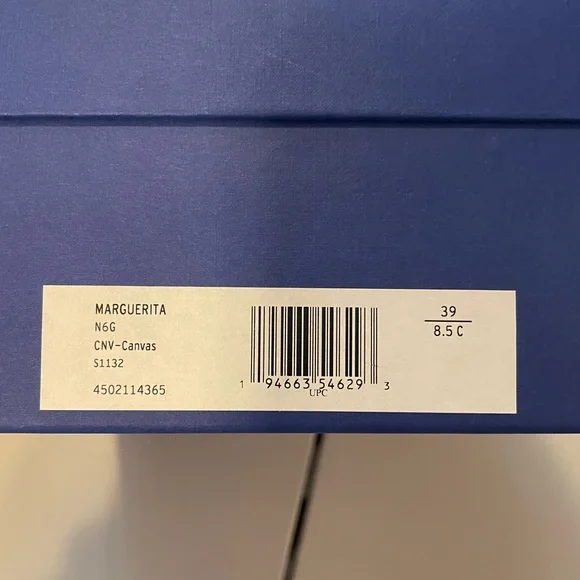 MARGUERITA
N6G
CNV-Canvas
S1132
4502114365
1 94663 54629 3
UPC
39
8.5 C